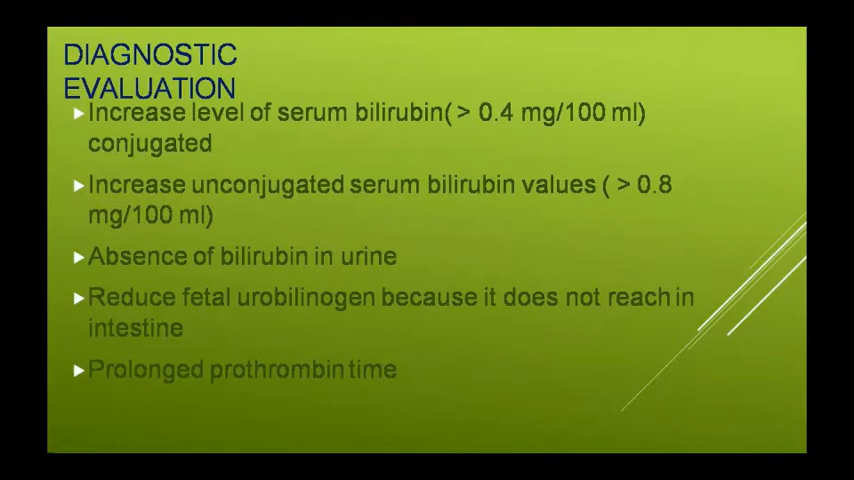 DIAGNOSTIC
EVALUATION
Increase level of serum bilirubin( > 0.4 mg/100 ml)
conjugated
Increase unconjugated serum bilirubin values ( > 0.8
mg/100 ml)
Absence of bilirubin in urine
Reduce fetal urobilinogen because it does not reach in
intestine
Prolonged prothrombin time